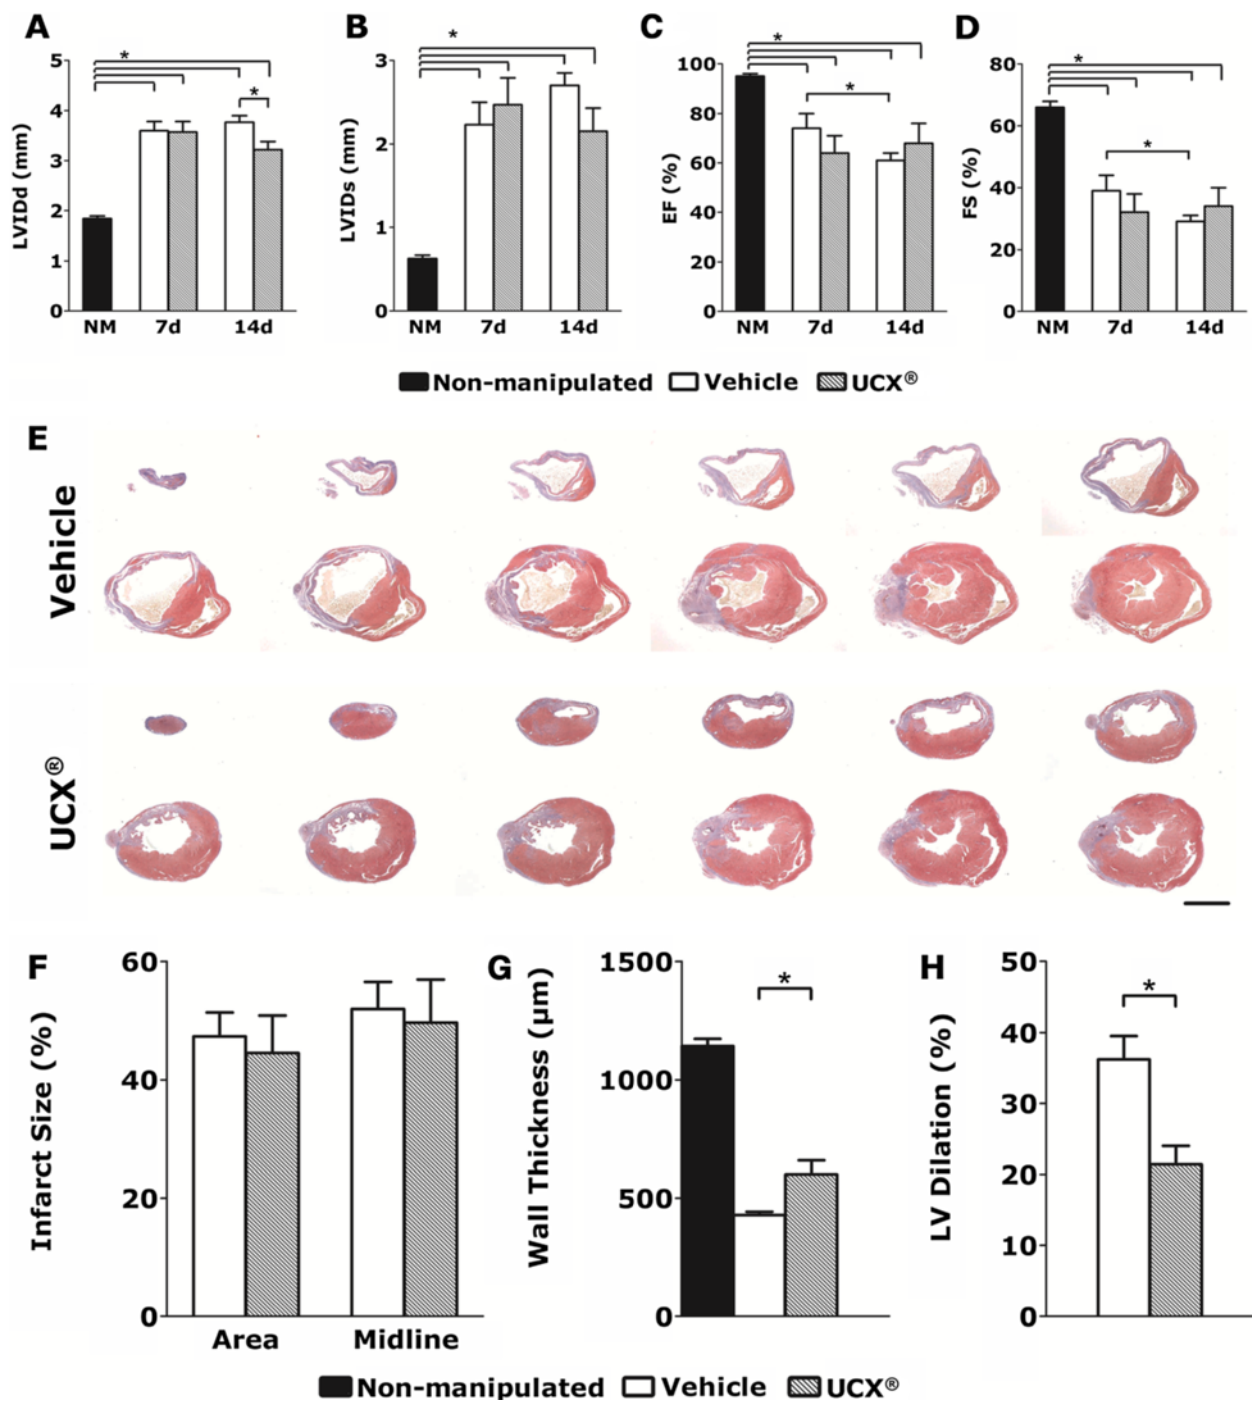 A
LVIDd (mm)
5
4
3
2
1
0
*
*
NM 7d 14d
B
LVIDs (mm)
3
2
1
0
*
NM 7d 14d
C
EF (%)
100
80
60
40
20
0
*
*
NM 7d 14d
D
FS (%)
80
60
40
20
0
*
*
NM 7d 14d
Non-manipulated Vehicle UCX®
E
Vehicle
UCX®
F
Infarct Size (%)
60
40
20
0
Area Midline
G
Wall Thickness (µm)
1500
1000
500
0
*
H
LV Dilation (%)
50
40
30
20
10
0
*
Non-manipulated Vehicle UCX®